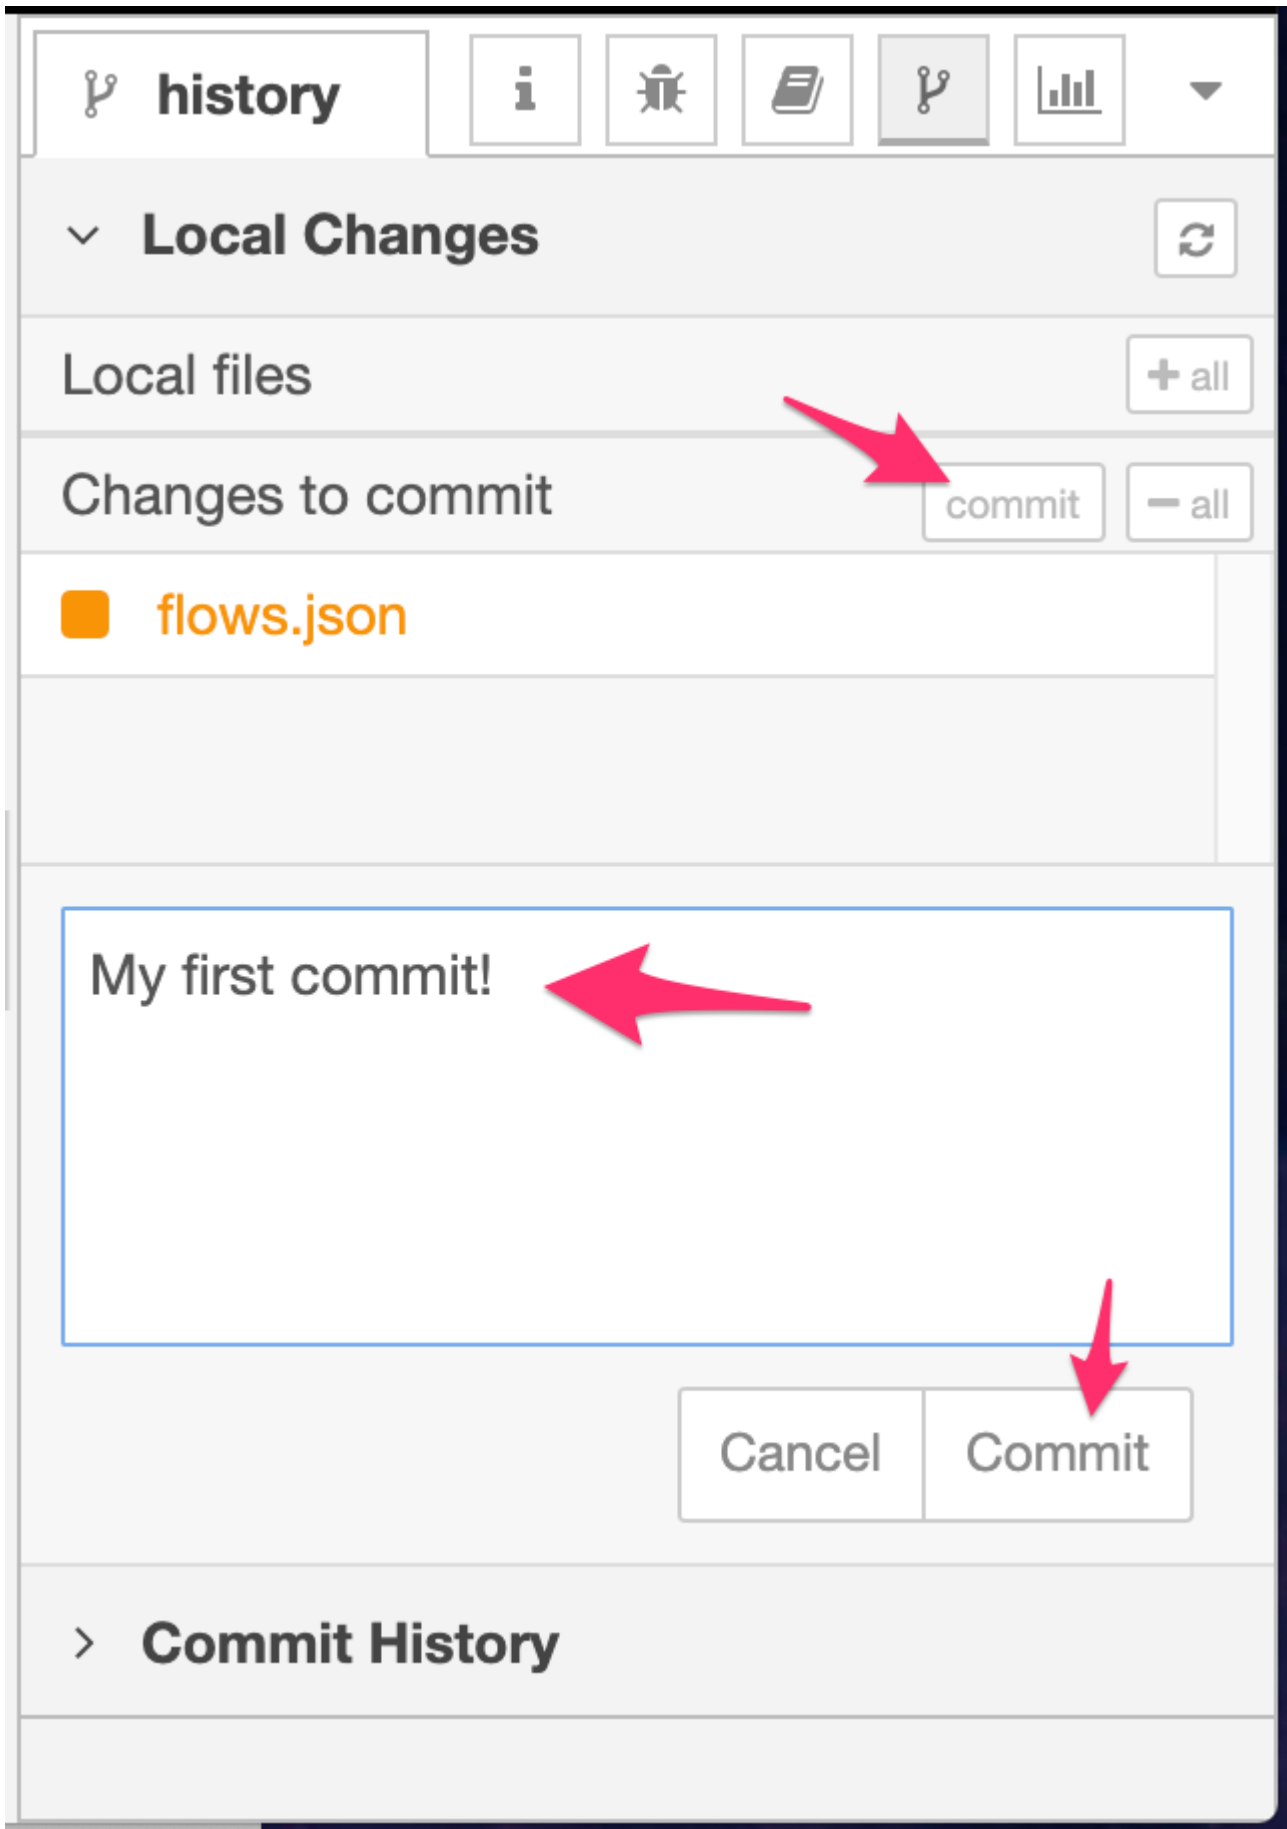 history
Local Changes
Local files
all
Changes to commit
commit
all
flows.json
My first commit!
Cancel
Commit
Commit History